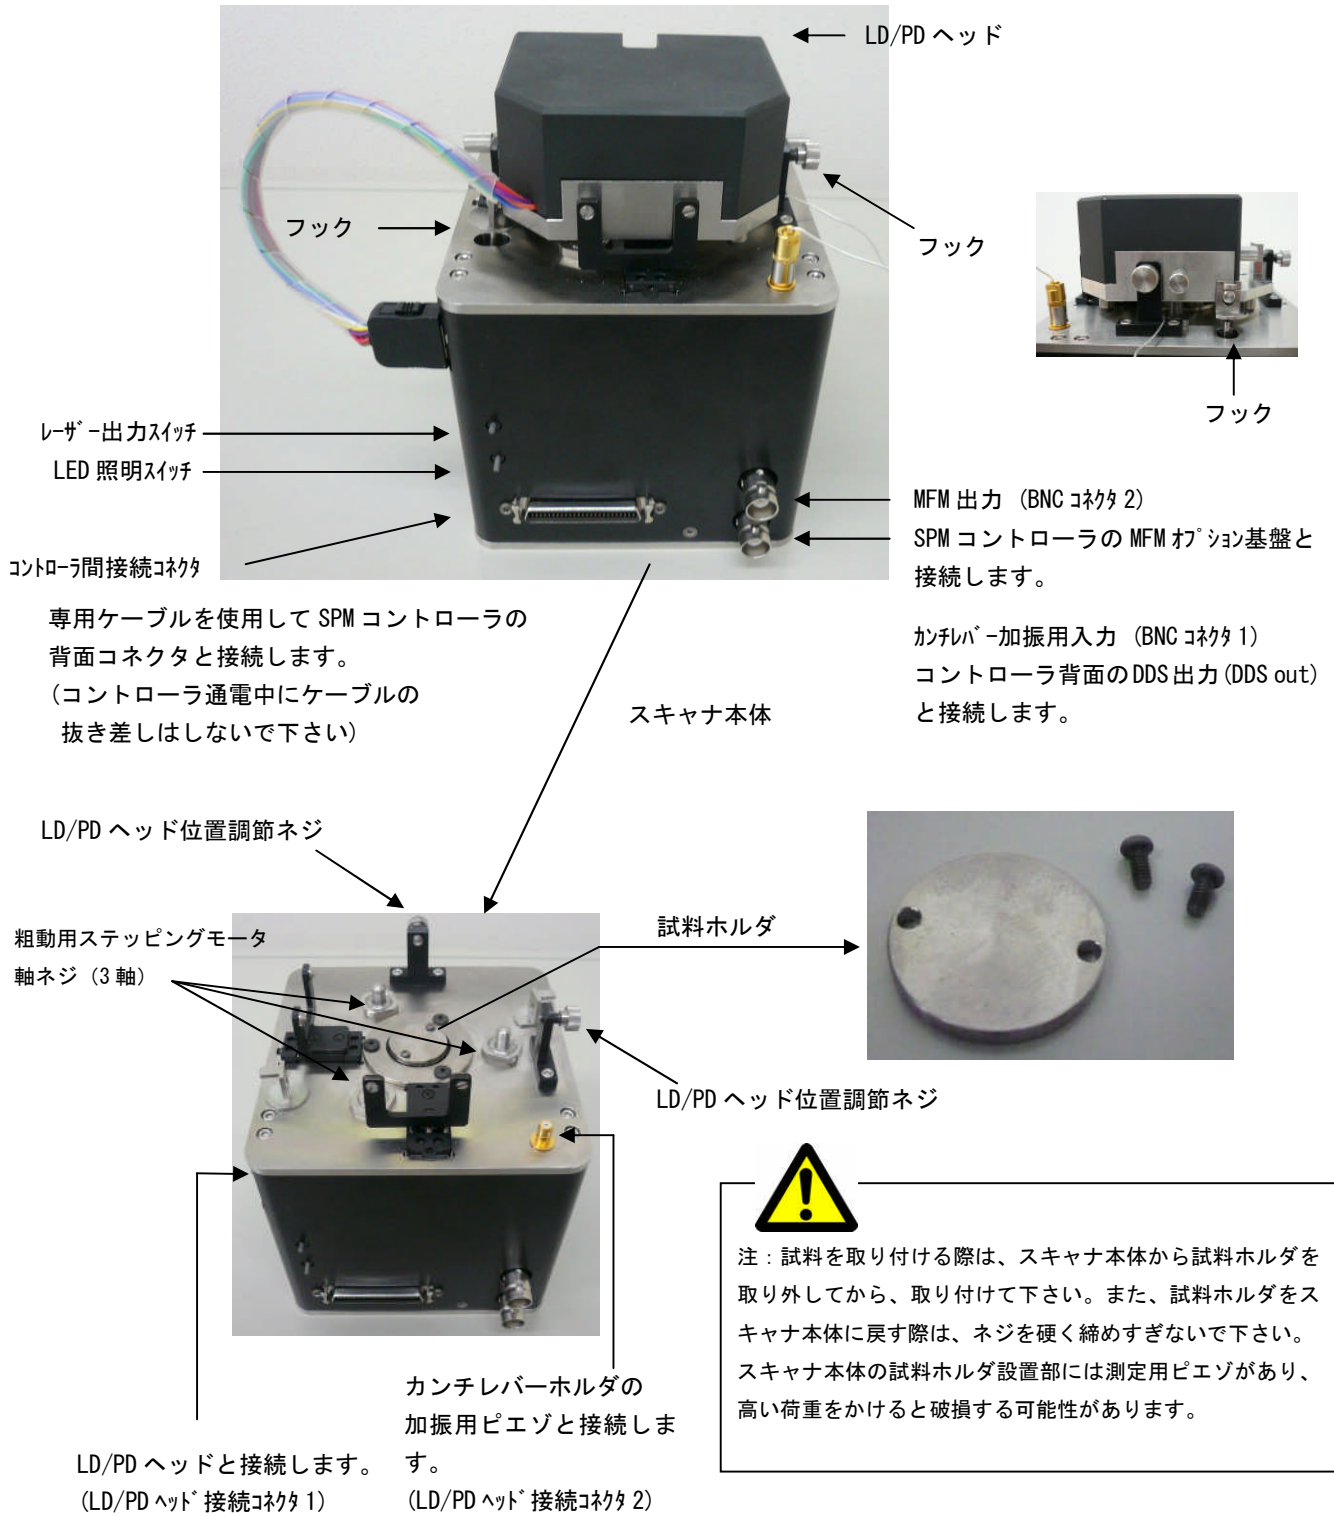 LD/PD ヘッド
フック
フック
フック
ﾚｰｻﾞｰ出力ｽｲｯﾁ
LED 照明ｽｲｯﾁ
ｺﾝﾄﾛｰﾗ間接続ｺﾈｸﾀ
専用ケーブルを使用して SPM コントローラの
背面コネクタと接続します。
(コントローラ通電中にケーブルの
抜き差しはしないで下さい)
MFM 出力 (BNC ｺﾈｸﾀ 2)
SPM コントローラの MFM ｵﾌﾟｼｮﾝ基盤と
接続します。
ｶﾝﾁﾚﾊﾞｰ加振用入力 (BNC ｺﾈｸﾀ 1)
コントローラ背面の DDS 出力 (DDS out)
と接続します。
スキャナ本体
LD/PD ヘッド位置調節ネジ
粗動用ステッピングモータ
軸ネジ (3 軸)
試料ホルダ
LD/PD ヘッド位置調節ネジ
注：試料を取り付ける際は、スキャナ本体から試料ホルダを
取り外してから、取り付けて下さい。また、試料ホルダをス
キャナ本体に戻す際は、ネジを硬く締めすぎないで下さい。
スキャナ本体の試料ホルダ設置部には測定用ピエゾがあり、
高い荷重をかけると破損する可能性があります。
LD/PD ヘッドと接続します。
(LD/PD ﾍｯﾄﾞ接続ｺﾈｸﾀ 1)
カンチレバーホルダの
加振用ピエゾと接続しま
す。
(LD/PD ﾍｯﾄﾞ接続ｺﾈｸﾀ 2)